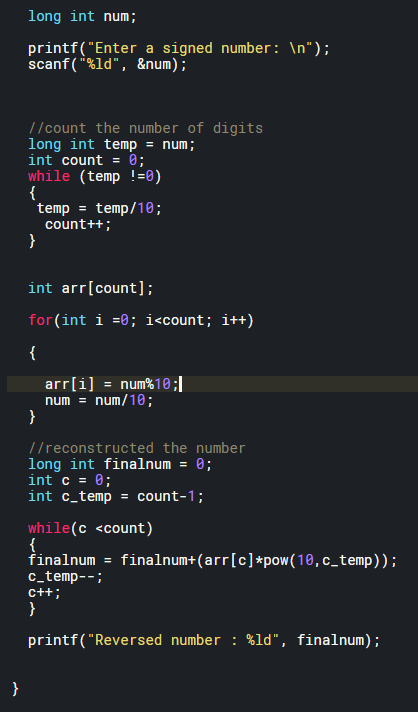 long int num;
printf("Enter a signed number: \n");
scanf("%ld", &num);
//count the number of digits
long int temp = num;
int count = 0;
while (temp !=0)
{
temp = temp/10;
count++;
}
int arr[count];
for(int i =0; i<count; i++)
{
arr[i] = num%10;
num = num/10;
}
//reconstructed the number
long int finalnum = 0;
int c = 0;
int c_temp = count-1;
while(c <count)
{
finalnum = finalnum+(arr[c]*pow(10,c_temp));
c_temp--;
c++;
}
printf("Reversed number : %ld", finalnum);
}